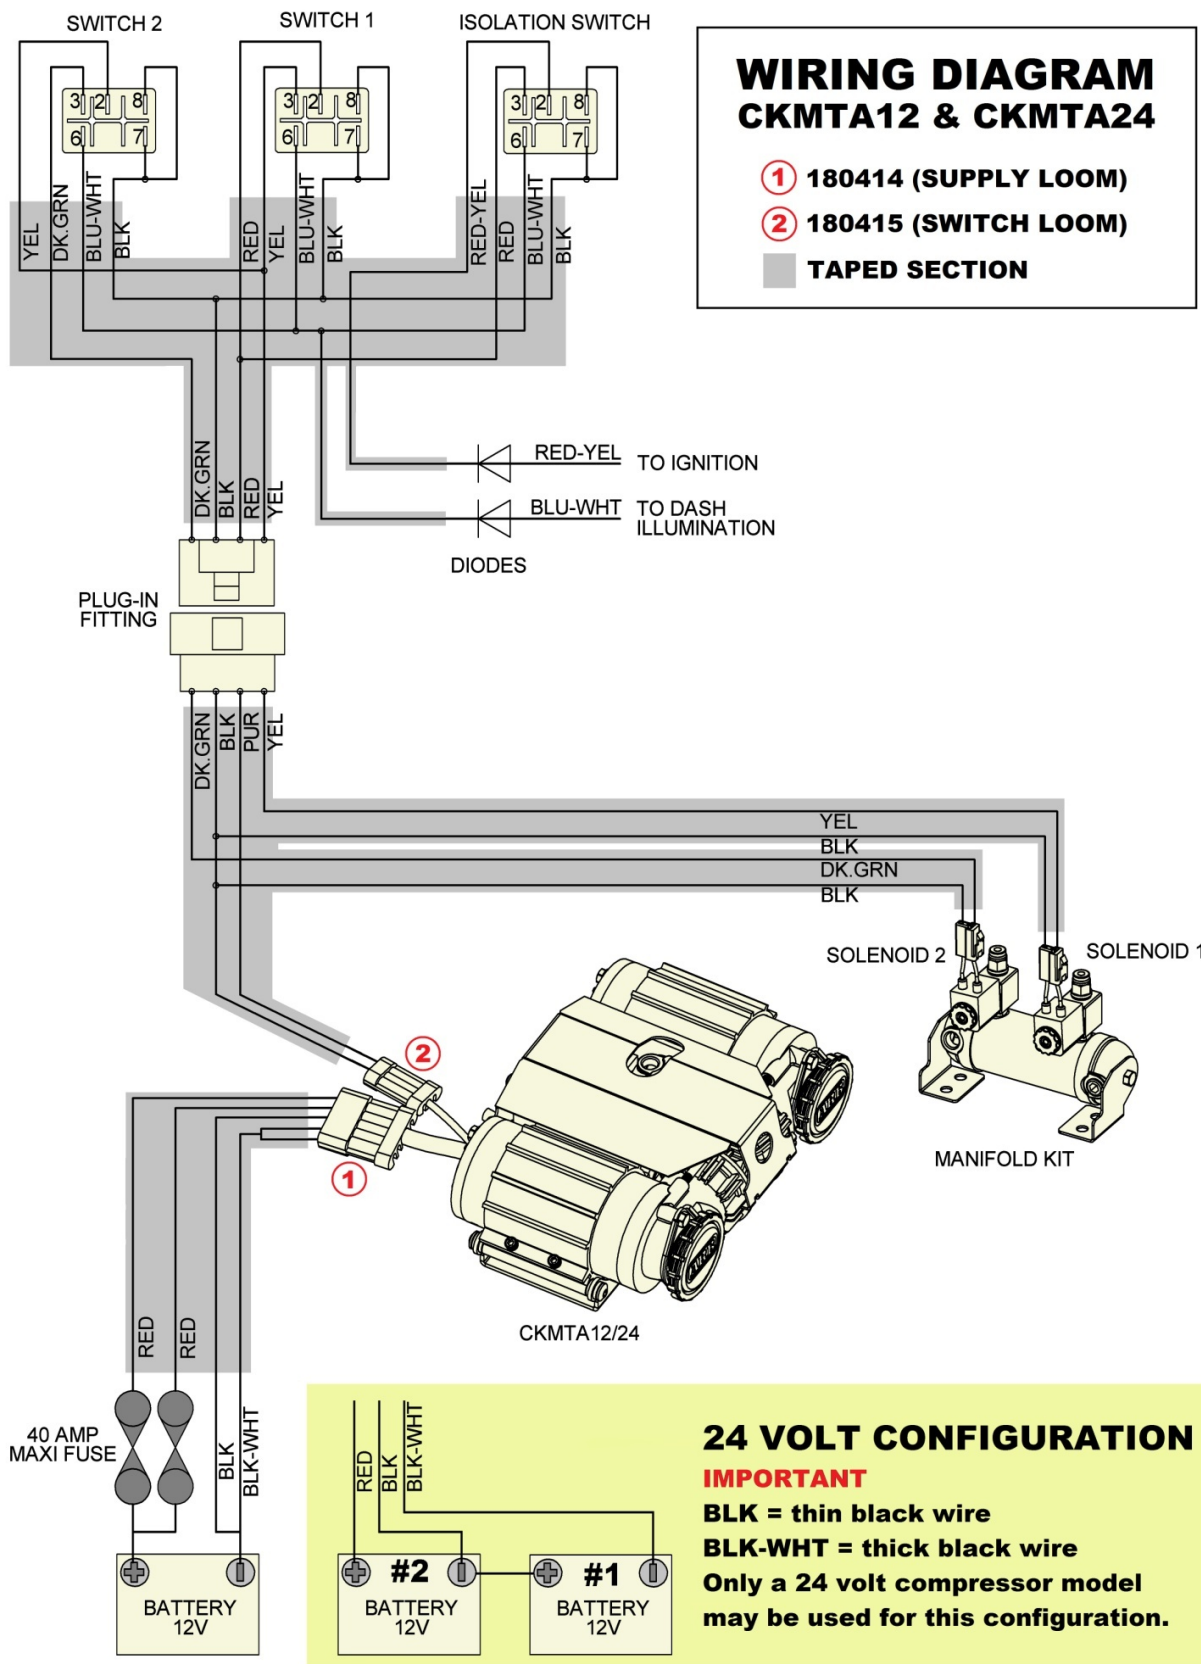 SWITCH 2
SWITCH 1
ISOLATION SWITCH
3 2 8
6 7
3 2 8
6 7
3 2 8
6 7
YEL
DK.GRN
BLU-WHT
BLK
RED
YEL
BLU-WHT
BLK
RED-YEL
RED
BLU-WHT
BLK
WIRING DIAGRAM
CKMTA12 & CKMTA24
1 180414 (SUPPLY LOOM)
2 180415 (SWITCH LOOM)
TAPED SECTION
DK.GRN
BLK
RED
YEL
RED-YEL
TO IGNITION
BLU-WHT
TO DASH
ILLUMINATION
DIODES
PLUG-IN
FITTING
DK.GRN
BLK
PUR
YEL
YEL
BLK
DK.GRN
BLK
SOLENOID 2
SOLENOID 1
MANIFOLD KIT
2
1
CKMTA12/24
RED
RED
BLK
BLK-WHT
40 AMP
MAXI FUSE
BATTERY
12V
RED
BLK
BLK-WHT
#2
BATTERY
12V
#1
BATTERY
12V
24 VOLT CONFIGURATION
IMPORTANT
BLK = thin black wire
BLK-WHT = thick black wire
Only a 24 volt compressor model
may be used for this configuration.